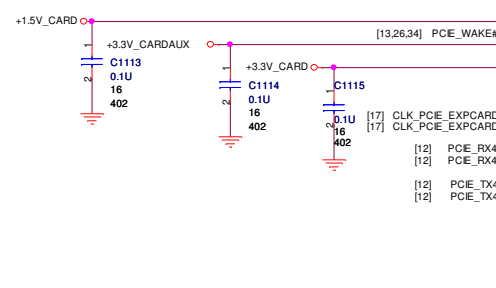 +1.5V_CARD
[13,26,34] PCIE_WAKE#
+3.3V_CARDAUX
1
C1113
0.1U
16
402
2
+3.3V_CARD
1
C1114
0.1U
16
402
2
1
C1115
0.1U
16
402
2
[17] CLK_PCIE_EXPCARD
[17] CLK_PCIE_EXPCARD
[12] PCIE_RX4
[12] PCIE_RX4
[12] PCIE_TX4
[12] PCIE_TX4